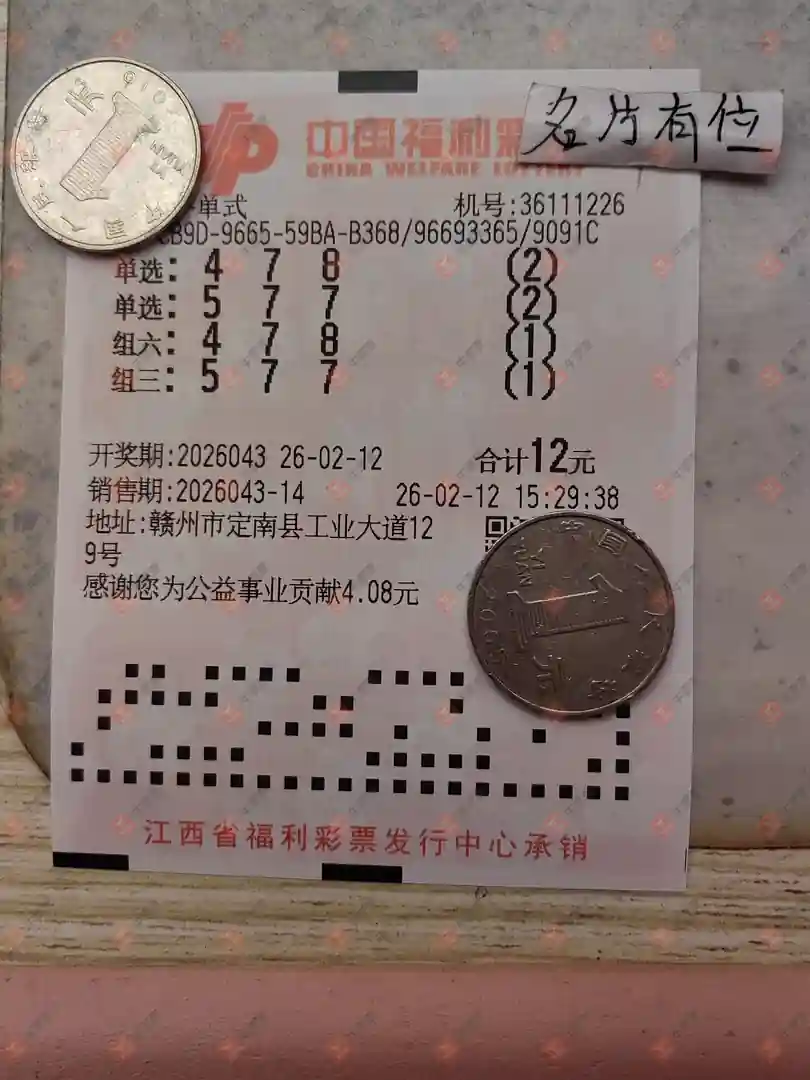 中国福利彩
CHINA WELFARE LOTTERY
名片有位
单式 机号:36111226
B9D-9665-59BA-B368/96693365/9091C
单选: 4 7 8 (2)
单选: 5 7 7 (2)
组六: 4 7 8 (1)
组三: 5 7 7 (1)
开奖期:2026043 26-02-12 合计12元
销售期:2026043-14 26-02-12 15:29:38
地址:赣州市定南县工业大道12
9号
感谢您为公益事业贡献4.08元
江西省福利彩票发行中心承销